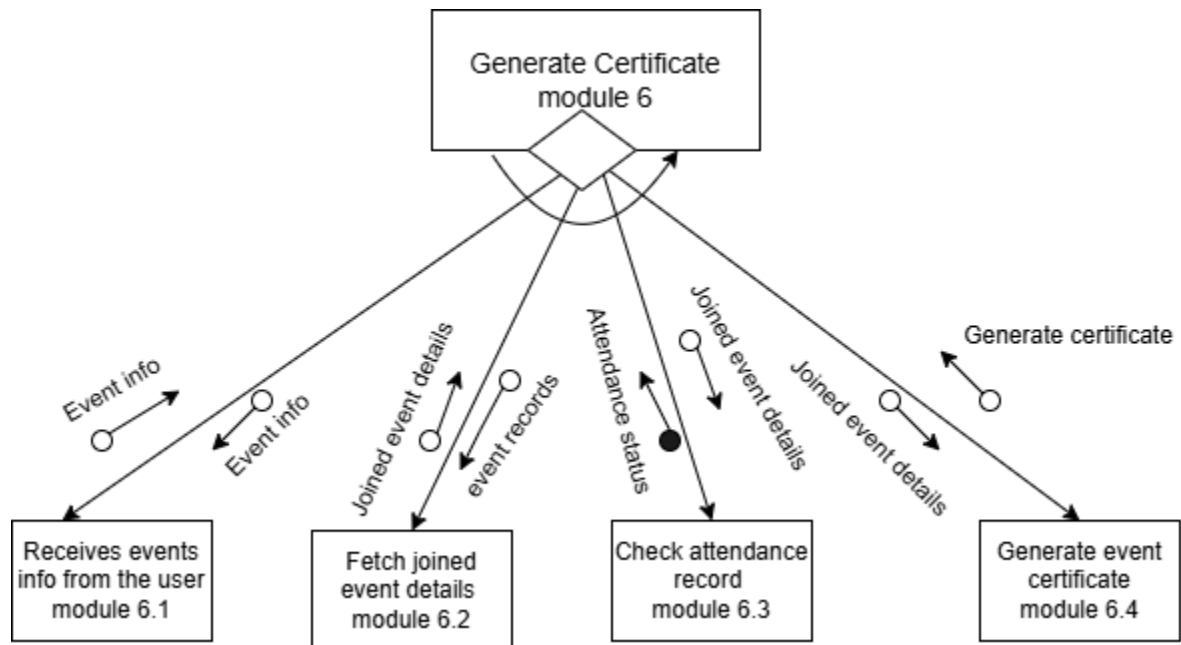 Generate Certificate
module 6
Event info
Event info
Joined event details
event records
Attendance status
Joined event details
Joined event details
Generate certificate
Receives events
info from the user
module 6.1
Fetch joined
event details
module 6.2
Check attendance
record
module 6.3
Generate event
certificate
module 6.4